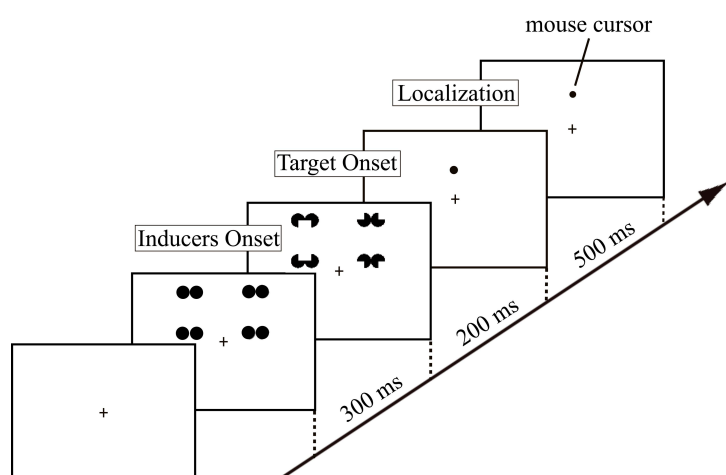 mouse cursor
Localization
Target Onset
Inducers Onset
500 ms
200 ms
300 ms